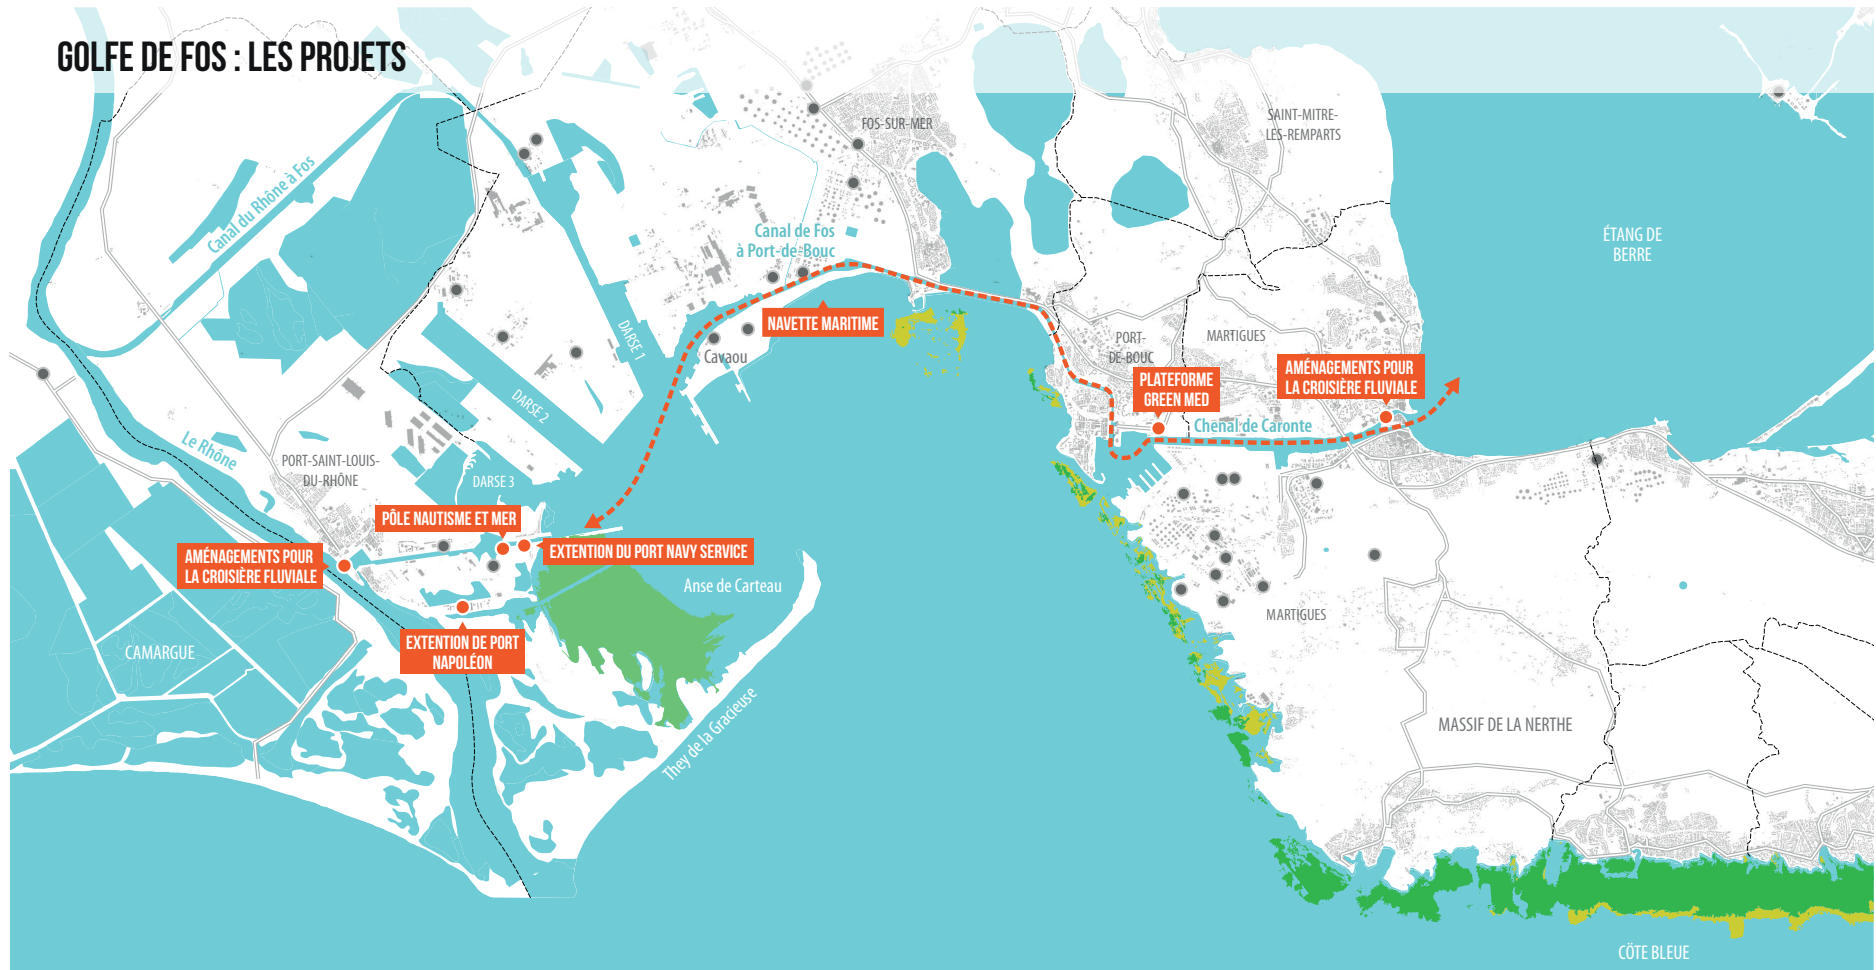 GOLFE DE FOS : LES PROJETS
FOS-SUR-MER
SAINT-MITRE-
LES-REMPARTS
Canal du Rhône à Fos
Canal de Fos
à Port-de-Bouc
ÉTANG DE
BERRE
NAVETTE MARITIME
DARSE 1
Cavaou
PORT-
DE-BOUC
MARTIGUES
AMÉNAGEMENTS POUR
LA CROISIÈRE FLUVIALE
PLATEFORME
GREEN MED
DARSE 2
Chenal de Caronte
Le Rhône
PORT-SAINT-LOUIS-
DU-RHÔNE
DARSE 3
PÔLE NAUTISME ET MER
EXTENTION DU PORT NAVY SERVICE
AMÉNAGEMENTS POUR
LA CROISIÈRE FLUVIALE
Anse de Carteau
MARTIGUES
EXTENTION DE PORT
NAPOLÉON
CAMARGUE
They de la Gracieuse
MASSIF DE LA NERTHE
CÖTE BLEUE